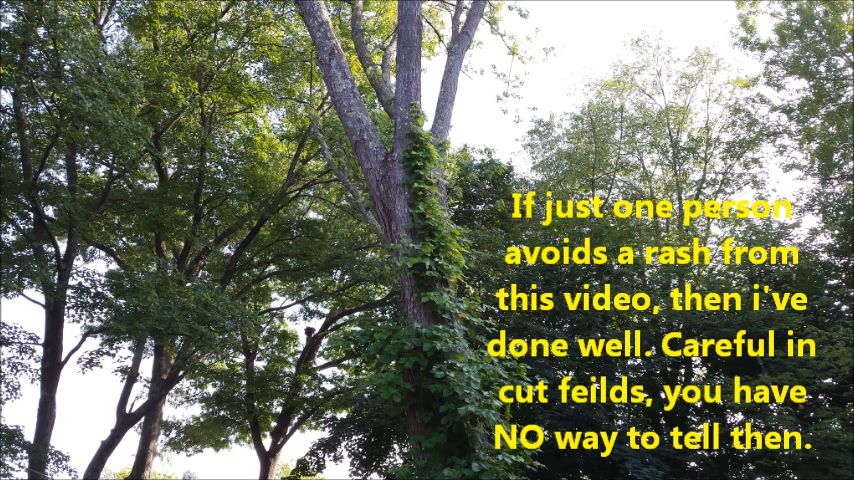 If just one person
avoids a rash from
this video, then i've
done well. Careful in
cut feilds, you have
NO way to tell then.